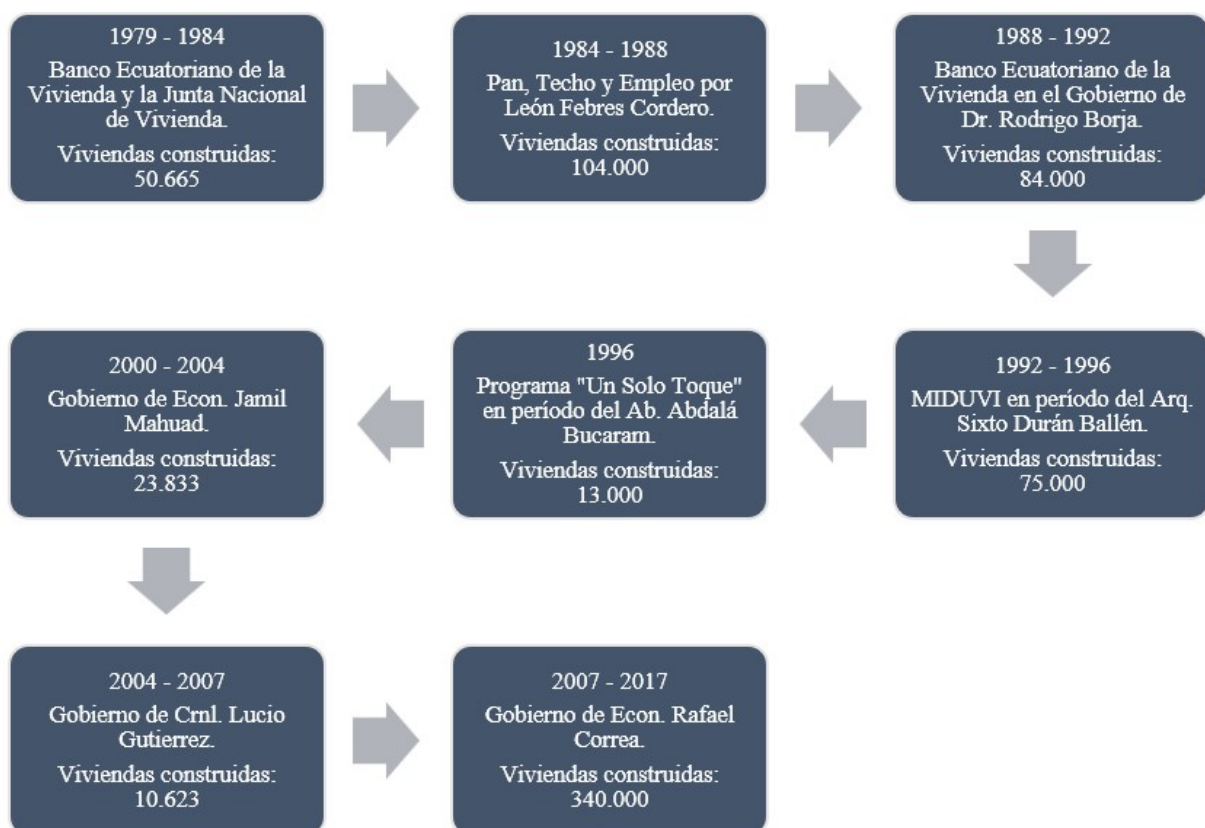 1979 - 1984
Banco Ecuatoriano de la
Vivienda y la Junta Nacional
de Vivienda.
Viviendas construidas:
50.665
1984 - 1988
Pan, Techo y Empleo por
León Febres Cordero.
Viviendas construidas:
104.000
1988 - 1992
Banco Ecuatoriano de la
Vivienda en el Gobierno de
Dr. Rodrigo Borja.
Viviendas construidas:
84.000
1992 - 1996
MIDUVI en período del Arq.
Sixto Durán Ballén.
Viviendas construidas:
75.000
1996
Programa "Un Solo Toque"
en período del Ab. Abdalá
Bucaram.
Viviendas construidas:
13.000
2000 - 2004
Gobierno de Econ. Jamil
Mahuad.
Viviendas construidas:
23.833
2004 - 2007
Gobierno de Crnl. Lucio
Gutierrez.
Viviendas construidas:
10.623
2007 - 2017
Gobierno de Econ. Rafael
Correa.
Viviendas construidas:
340.000